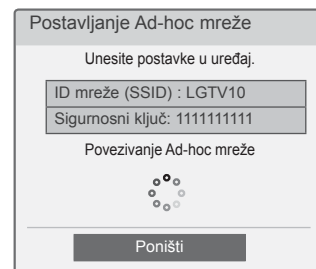 Postavljanje Ad-hoc mreže
Unesite postavke u uređaj.
ID mreže (SSID) : LGTV10
Sigurnosni ključ: 1111111111
Povezivanje Ad-hoc mreže
Poništi